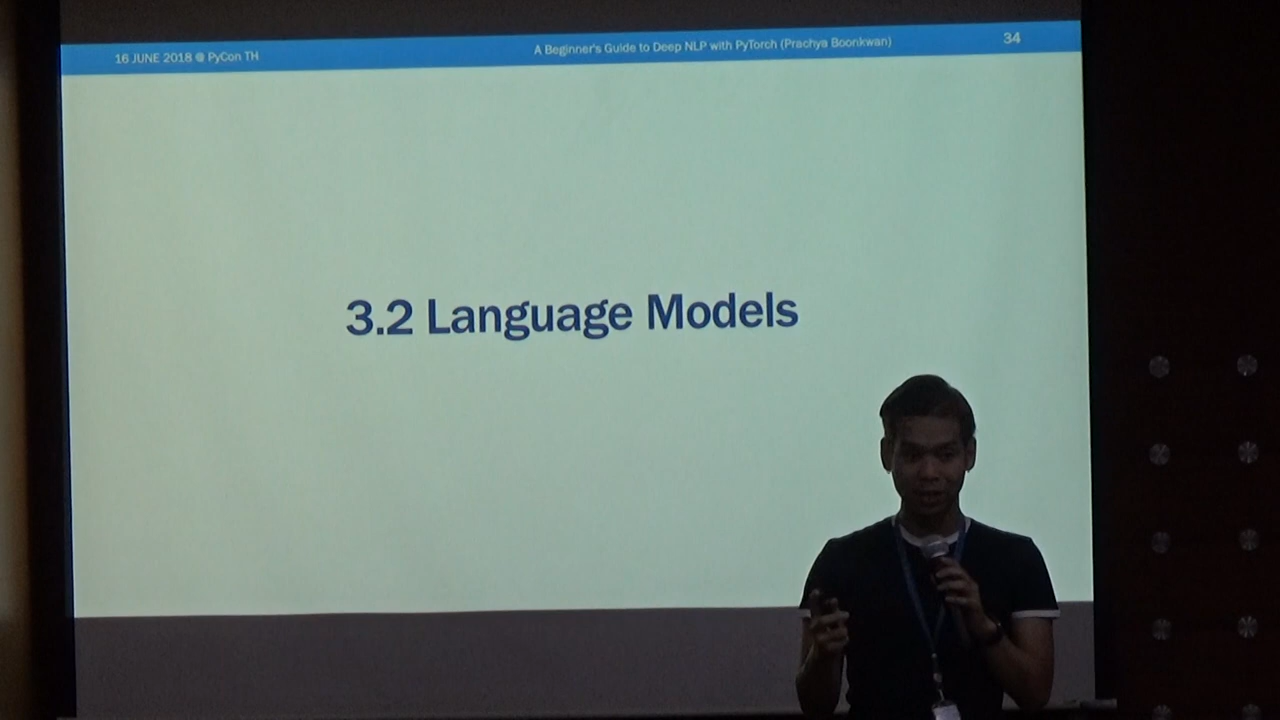 16 JUNE 2018 @ PyCon TH
A Beginner's Guide to Deep NLP with PyTorch (Prachya Boonkwan)
34
3.2 Language Models